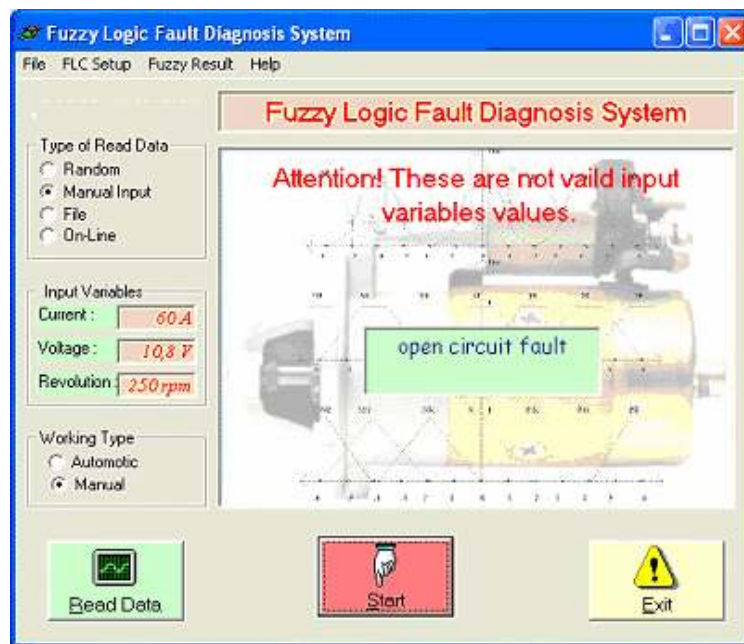 Fuzzy Logic Fault Diagnosis System
File FLC Setup Fuzzy Result Help
Fuzzy Logic Fault Diagnosis System
Type of Read Data
Random
Manual Input
File
On-Line
Attention! These are not vaild input
variables values.
Input Variables
Current : 60 A
Voltage : 10,8 V
Revolution : 250 rpm
open circuit fault
Working Type
Automotic
Manual
Read Data
Start
Exit